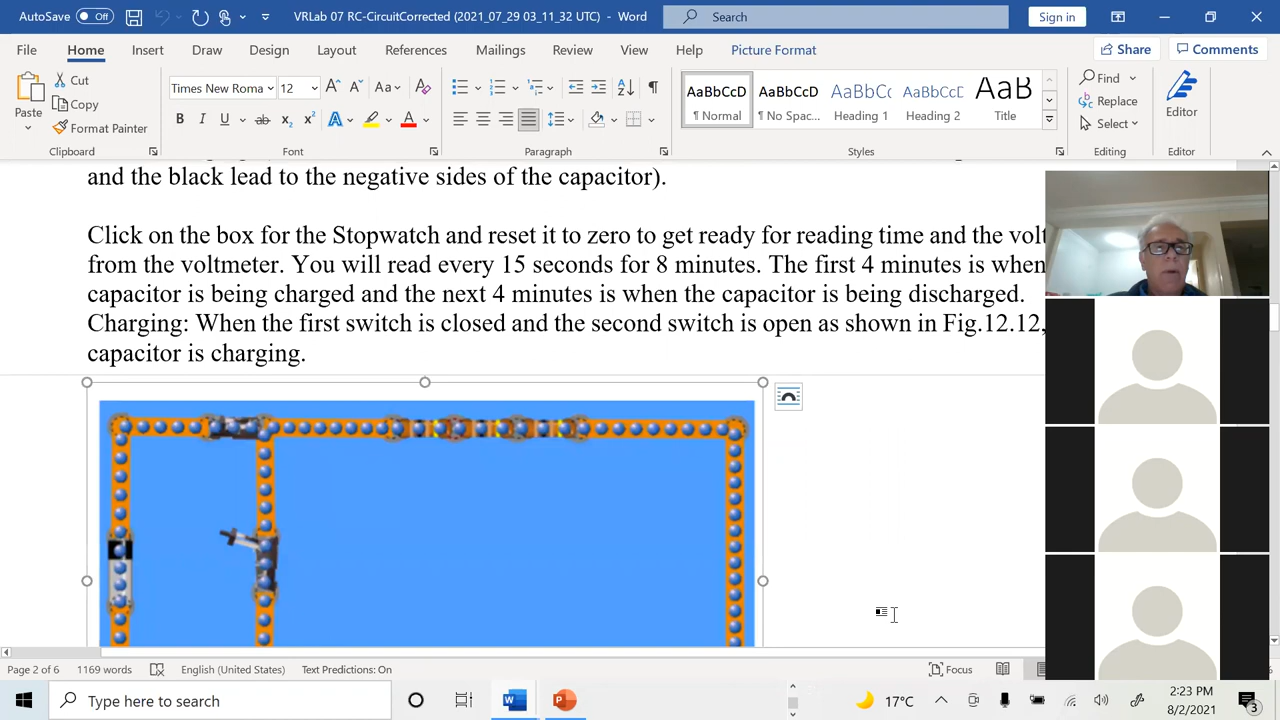 AutoSave Off VRLab 07 RC-CircuitCorrected (2021_07_29 03_11_32 UTC) - Word Search Sign in
File Home Insert Draw Design Layout References Mailings Review View Help Picture Format Share Comments
Paste Cut Copy Format Painter
Times New Roma 12
AaBbCcD AaBbCcD AaBbCc AaBbCcD AaB
¶ Normal ¶ No Spac... Heading 1 Heading 2 Title
Find Replace Select
Editor
Clipboard Font Paragraph Styles Editing Editor
and the black lead to the negative sides of the capacitor).
Click on the box for the Stopwatch and reset it to zero to get ready for reading time and the volt
from the voltmeter. You will read every 15 seconds for 8 minutes. The first 4 minutes is when
capacitor is being charged and the next 4 minutes is when the capacitor is being discharged.
Charging: When the first switch is closed and the second switch is open as shown in Fig.12.12,
capacitor is charging.
Page 2 of 6 1169 words English (United States) Text Predictions: On Focus
Type here to search 17°C 2:23 PM
8/2/2021 3